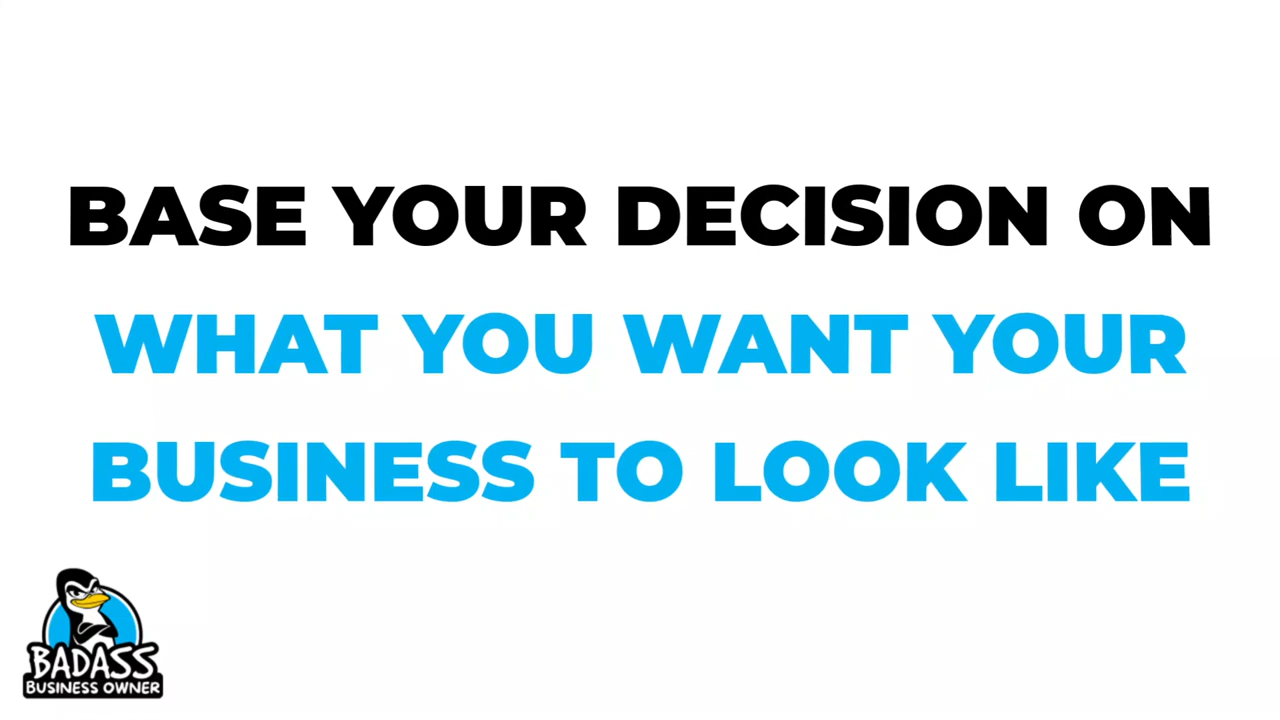 BASE YOUR DECISION ON
WHAT YOU WANT YOUR
BUSINESS TO LOOK LIKE
BADASS
BUSINESS OWNER